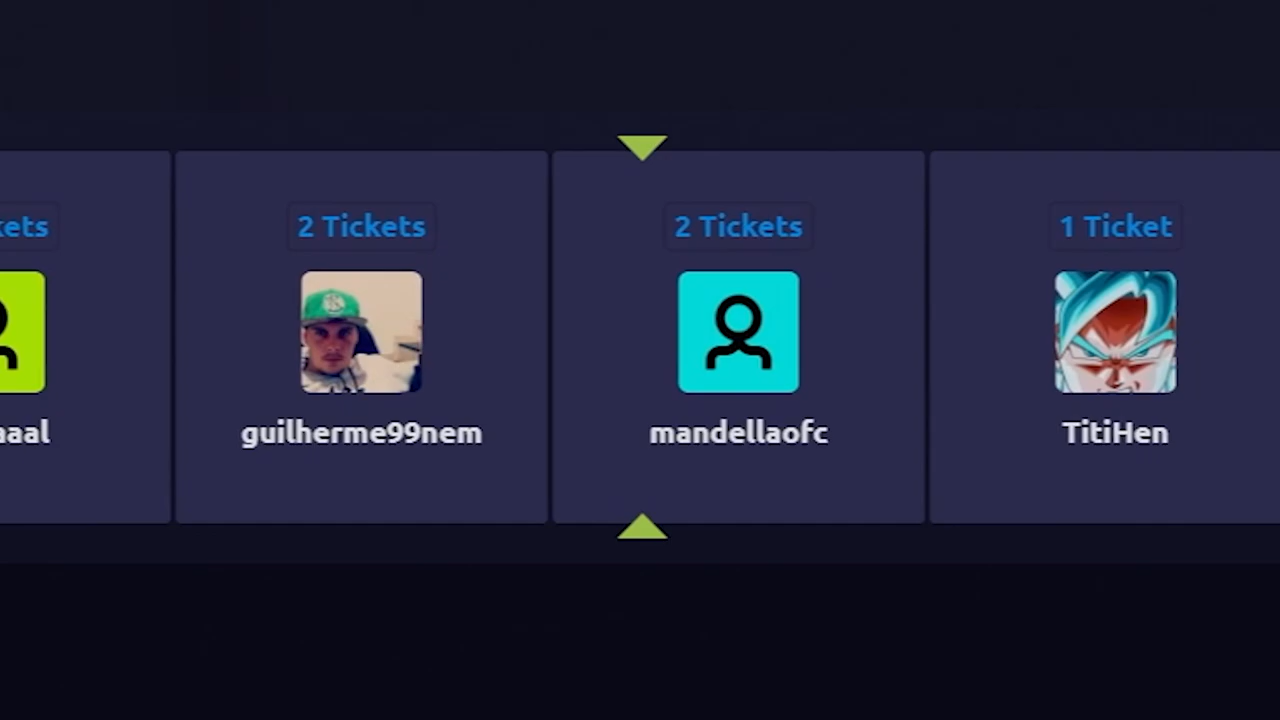 2 Tickets
2 Tickets
1 Ticket
guilherme99nem
mandellaofc
TitiHen